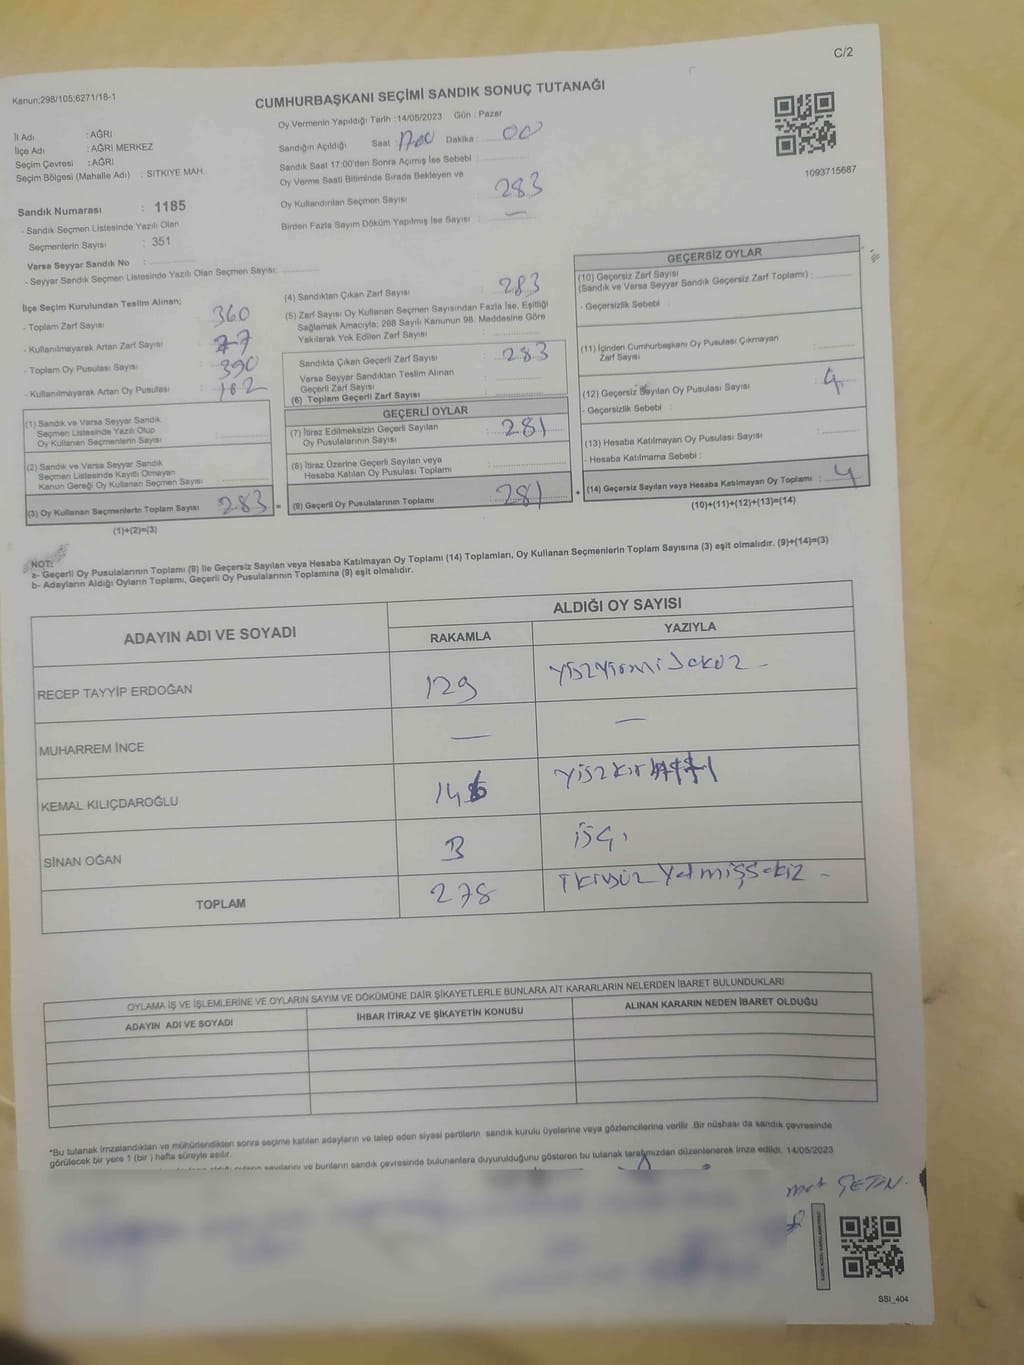 C/2
Kanun;298/105;6271/18-1
CUMHURBAŞKANI SEÇİMİ SANDIK SONUÇ TUTANAĞI
İl Adı : AĞRI
İlçe Adı : AĞRI MERKEZ
Seçim Çevresi : AĞRI
Seçim Bölgesi (Mahalle Adı) : SITKIYE MAH.
Oy Vermenin Yapıldığı Tarih : 14/05/2023 Gün : Pazar
Sandığın Açıldığı Saat : Dakika : 00
Sandık Saat 17:00'den Sonra Açımış İse Sebebi :
Oy Verme Saati Bitiminde Sırada Bekleyen ve
Oy Kullandırılan Seçmen Sayısı : 283
Birden Fazla Sayım Döküm Yapılmış İse Sayısı : —
1093715687
Sandık Numarası : 1185
- Sandık Seçmen Listesinde Yazılı Olan
Seçmenlerin Sayısı : 351
Varsa Seyyar Sandık No :
- Seyyar Sandık Seçmen Listesinde Yazılı Olan Seçmen Sayısı:
İlçe Seçim Kurulundan Teslim Alınan;
- Toplam Zarf Sayısı : 360
- Kullanılmayarak Artan Zarf Sayısı : 77
- Toplam Oy Pusulası Sayısı : 390
- Kullanılmayarak Artan Oy Pusulası :
(1) Sandık ve Varsa Seyyar Sandık
Seçmen Listesinde Yazılı Olup
Oy Kullanan Seçmenlerin Sayısı :
(2) Sandık ve Varsa Seyyar Sandık
Seçmen Listesinde Kayıtlı Olmayan
Kanun Gereği Oy Kullanan Seçmen Sayısı :
(3) Oy Kullanan Seçmenlerin Toplam Sayısı 283 =
(1)+(2)=(3)
(4) Sandıktan Çıkan Zarf Sayısı : 283
(5) Zarf Sayısı Oy Kullanan Seçmen Sayısından Fazla İse, Eşitliği
Sağlamak Amacıyla; 298 Sayılı Kanunun 98. Maddesine Göre
Yakılarak Yok Edilen Zarf Sayısı :
Sandıkta Çıkan Geçerli Zarf Sayısı : 283
Varsa Seyyar Sandıktan Teslim Alınan
Geçerli Zarf Sayısı :
(6) Toplam Geçerli Zarf Sayısı :
GEÇERLİ OYLAR
(7) İtiraz Edilmeksizin Geçerli Sayılan
Oy Pusulalarının Sayısı : 281
(8) İtiraz Üzerine Geçerli Sayılan veya
Hesaba Katılan Oy Pusulası Toplamı :
(9) Geçerli Oy Pusulalarının Toplamı : 281 +
GEÇERSİZ OYLAR
(10) Geçersiz Zarf Sayısı
(Sandık ve Varsa Seyyar Sandık Geçersiz Zarf Toplamı) :
- Geçersizlik Sebebi :
(11) İçinden Cumhurbaşkanı Oy Pusulası Çıkmayan
Zarf Sayısı :
(12) Geçersiz Sayılan Oy Pusulası Sayısı : 4
- Geçersizlik Sebebi :
(13) Hesaba Katılmayan Oy Pusulası Sayısı :
- Hesaba Katılmama Sebebi :
(14) Geçersiz Sayılan veya Hesaba Katılmayan Oy Toplamı : 4
(10)+(11)+(12)+(13)=(14)
NOT:
a- Geçerli Oy Pusulalarının Toplamı (9) ile Geçersiz Sayılan veya Hesaba Katılmayan Oy Toplamı (14) Toplamları, Oy Kullanan Seçmenlerin Toplam Sayısına (3) eşit olmalıdır. (9)+(14)=(3)
b- Adayların Aldığı Oyların Toplamı, Geçerli Oy Pusulalarının Toplamına (9) eşit olmalıdır.
ADAYIN ADI VE SOYADI ALDIĞI OY SAYISI
RAKAMLA YAZIYLA
RECEP TAYYİP ERDOĞAN 129 yüzyirmi dokuz -
MUHARREM İNCE — —
KEMAL KILIÇDAROĞLU 146
SİNAN OĞAN 3 üç
TOPLAM 278 ikiyüz yetmişsekiz -
OYLAMA İŞ VE İŞLEMLERİNE VE OYLARIN SAYIM VE DÖKÜMÜNE DAİR ŞİKAYETLERLE BUNLARA AİT KARARLARIN NELERDEN İBARET BULUNDUKLARI
ADAYIN ADI VE SOYADI İHBAR İTİRAZ VE ŞİKAYETİN KONUSU ALINAN KARARIN NEDEN İBARET OLDUĞU
*Bu tutanak imzalandıktan ve mühürlendikten sonra seçime katılan adayların ve talep eden siyasi partilerin sandık kurulu üyelerine veya gözlemcilerine verilir .Bir nüshası da sandık çevresinde
görülecek bir yere 1 (bir ) hafta süreyle asılır.
oyların sayılarını ve bunların sandık çevresinde bulunanlara duyurulduğunu gösteren bu tutanak tarafımızdan düzenlenerek imza edildi. 14/05/2023
ÇETİN.
SSI_404